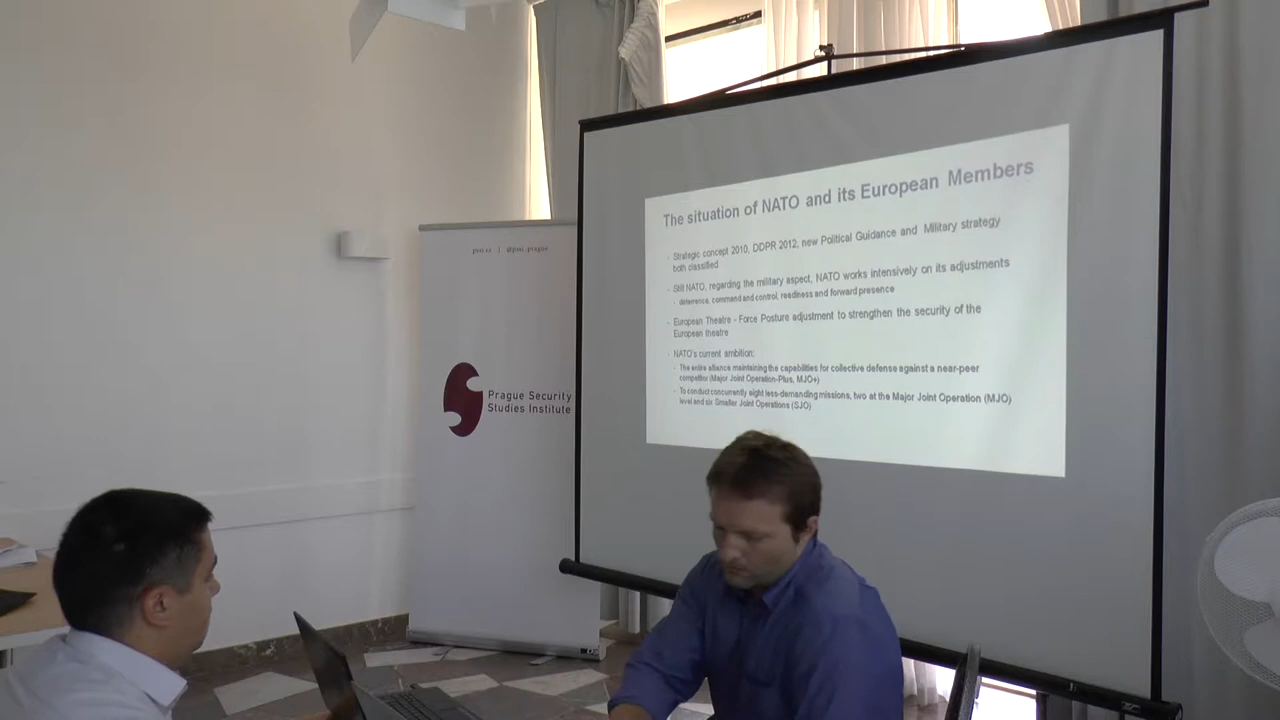 pssi.cz | @pssi_prague
Prague Security
Studies Institute
The situation of NATO and its European Members
Strategic concept 2010, DDPR 2012, new Political Guidance and Military strategy
both classified
Still NATO, regarding the military aspect, NATO works intensively on its adjustments
deterrence, command and control, readiness and forward presence
European Theatre - Force Posture adjustment to strengthen the security of the
European theatre
NATO's current ambition:
The entire alliance maintaining the capabilities for collective defense against a near-peer
competitor (Major Joint Operation-Plus, MJO+)
To conduct concurrently eight less-demanding missions, two at the Major Joint Operation (MJO)
level and six Smaller Joint Operations (SJO)